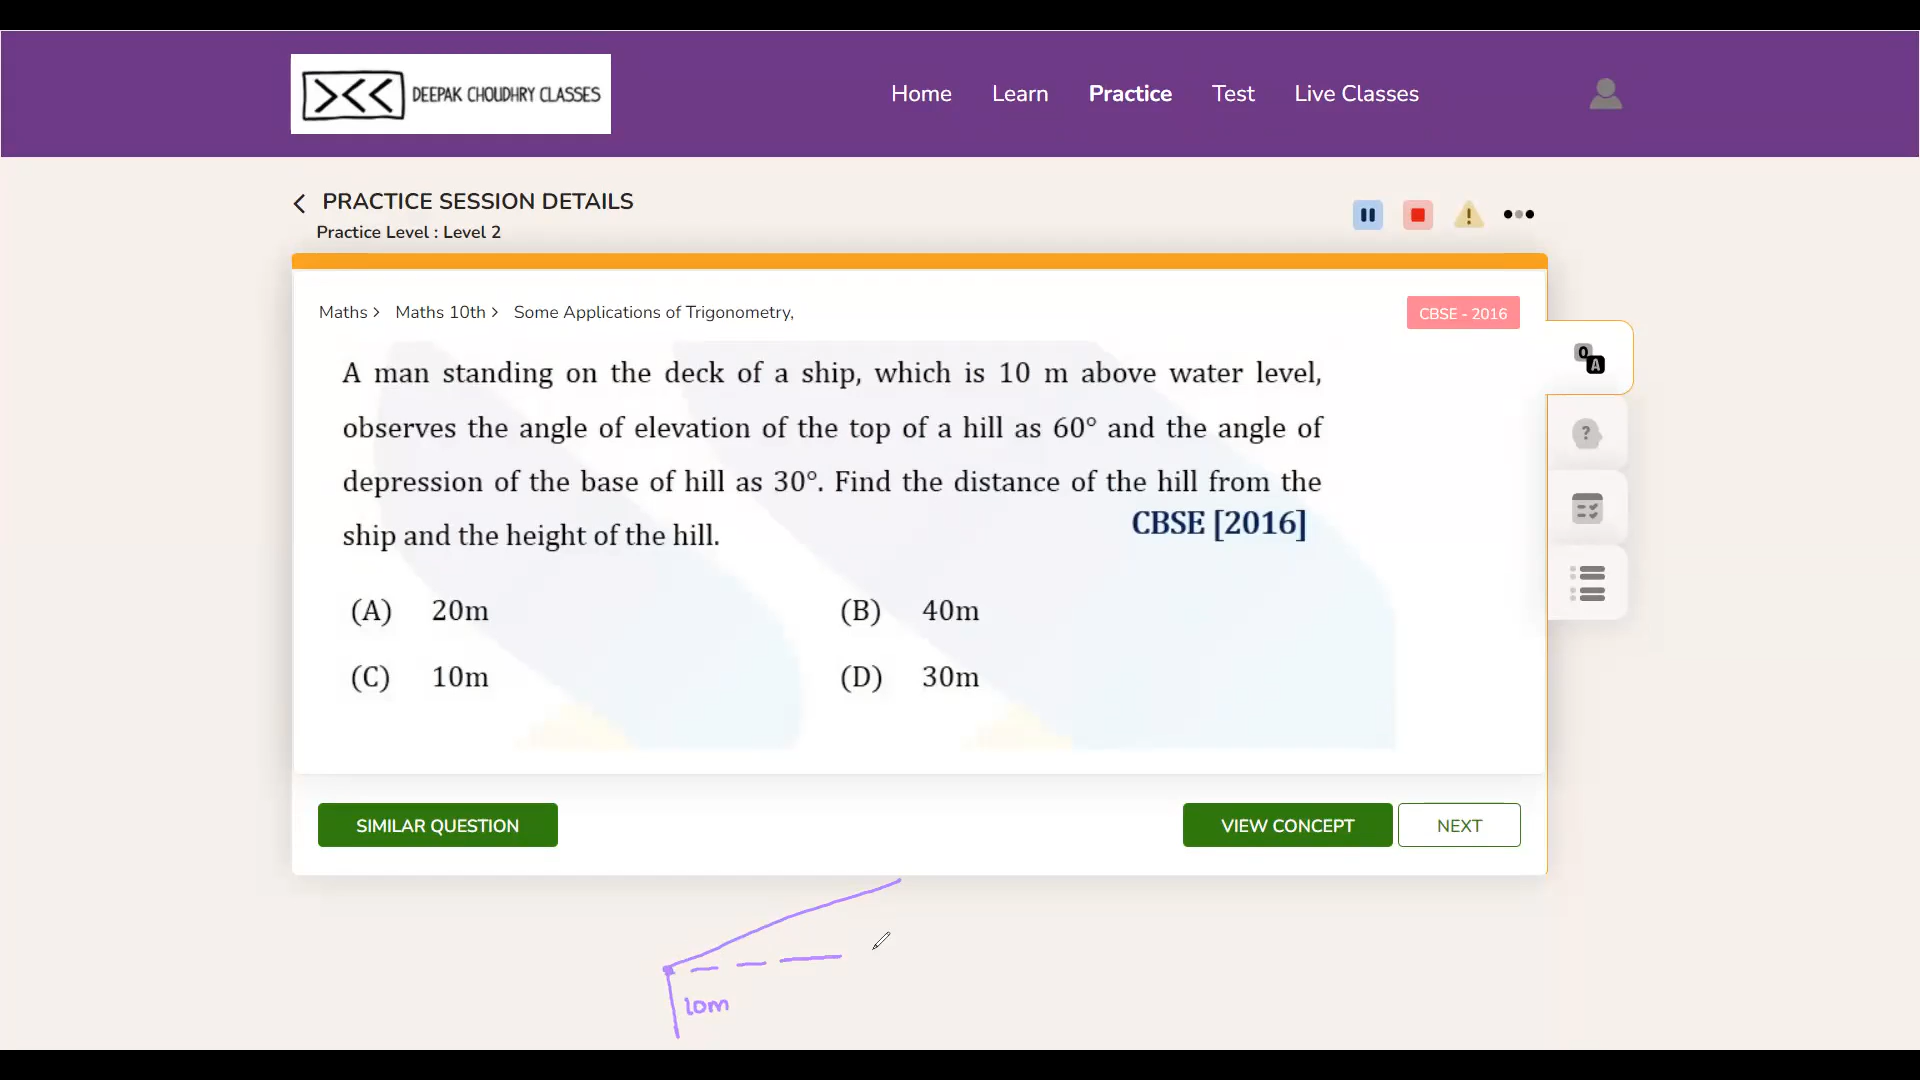 DEEPAK CHOUDHRY CLASSES
Home Learn Practice Test Live Classes
PRACTICE SESSION DETAILS
Practice Level : Level 2
Maths > Maths 10th > Some Applications of Trigonometry,
CBSE - 2016
A man standing on the deck of a ship, which is 10 m above water level,
observes the angle of elevation of the top of a hill as 60° and the angle of
depression of the base of hill as 30°. Find the distance of the hill from the
ship and the height of the hill.
CBSE [2016]
(A) 20m (B) 40m
(C) 10m (D) 30m
SIMILAR QUESTION VIEW CONCEPT NEXT
10m